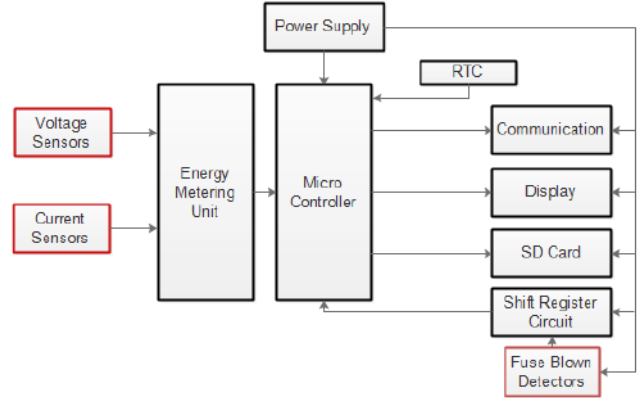 Power Supply
RTC
Voltage
Sensors
Communication
Energy
Metering
Unit
Micro
Controller
Display
Current
Sensors
SD Card
Shift Register
Circuit
Fuse Blown
Detectors